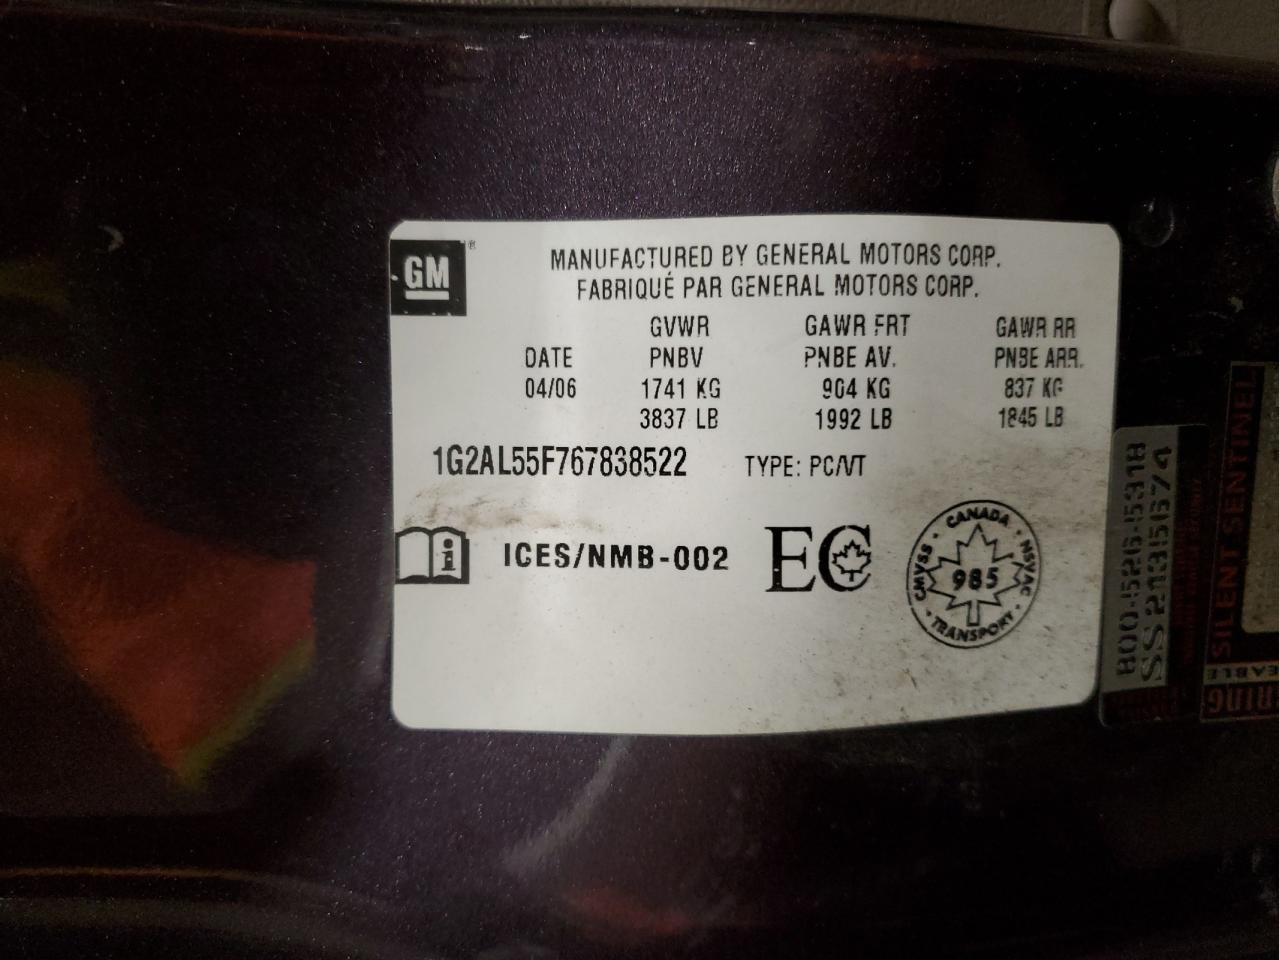 GM®
MANUFACTURED BY GENERAL MOTORS CORP.
FABRIQUÉ PAR GENERAL MOTORS CORP.
GVWR GAWR FRT GAWR RR
DATE PNBV PNBE AV. PNBE ARR.
04/06 1741 KG 904 KG 837 KG
3837 LB 1992 LB 1845 LB
1G2AL55F767838522 TYPE: PC/VT
i ICES/NMB-002 EC
CANADA
CMVSS · NSVAC
985
TRANSPORT
800-526-5318
SS 2135674
SILENT SENTINEL